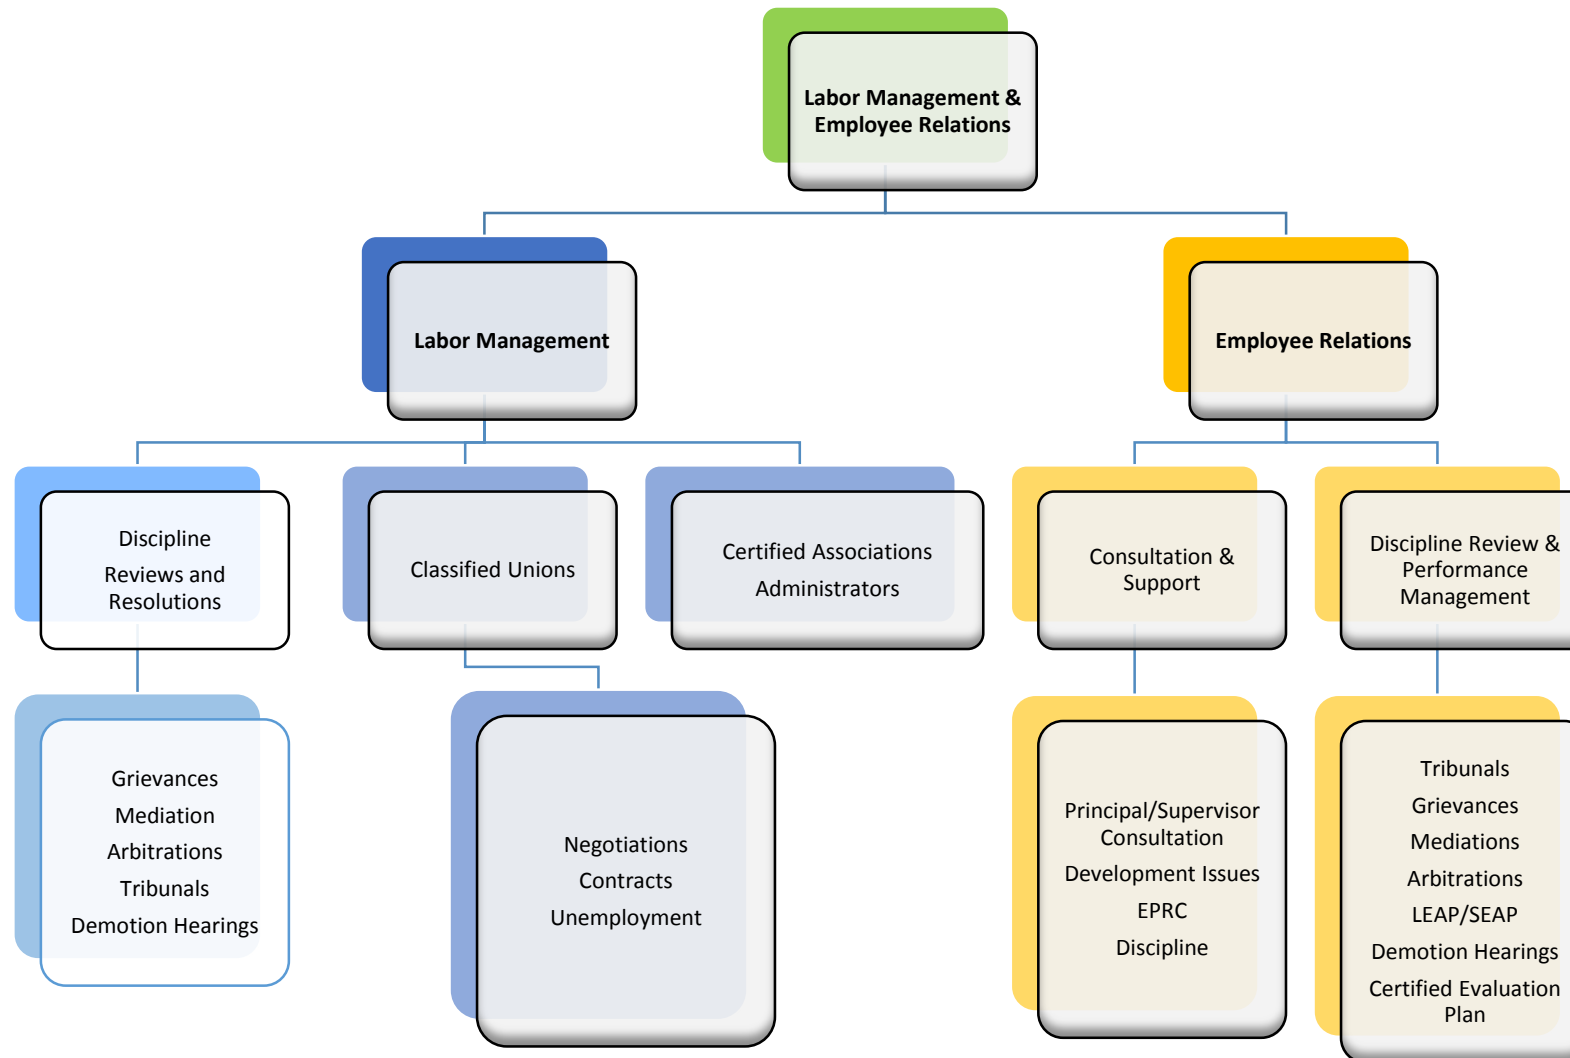 Labor Management &
Employee Relations
Labor Management
Employee Relations
Discipline
Reviews and
Resolutions
Classified Unions
Certified Associations
Administrators
Consultation &
Support
Discipline Review &
Performance
Management
Grievances
Mediation
Arbitrations
Tribunals
Demotion Hearings
Negotiations
Contracts
Unemployment
Principal/Supervisor
Consultation
Development Issues
EPRC
Discipline
Tribunals
Grievances
Mediations
Arbitrations
LEAP/SEAP
Demotion Hearings
Certified Evaluation
Plan